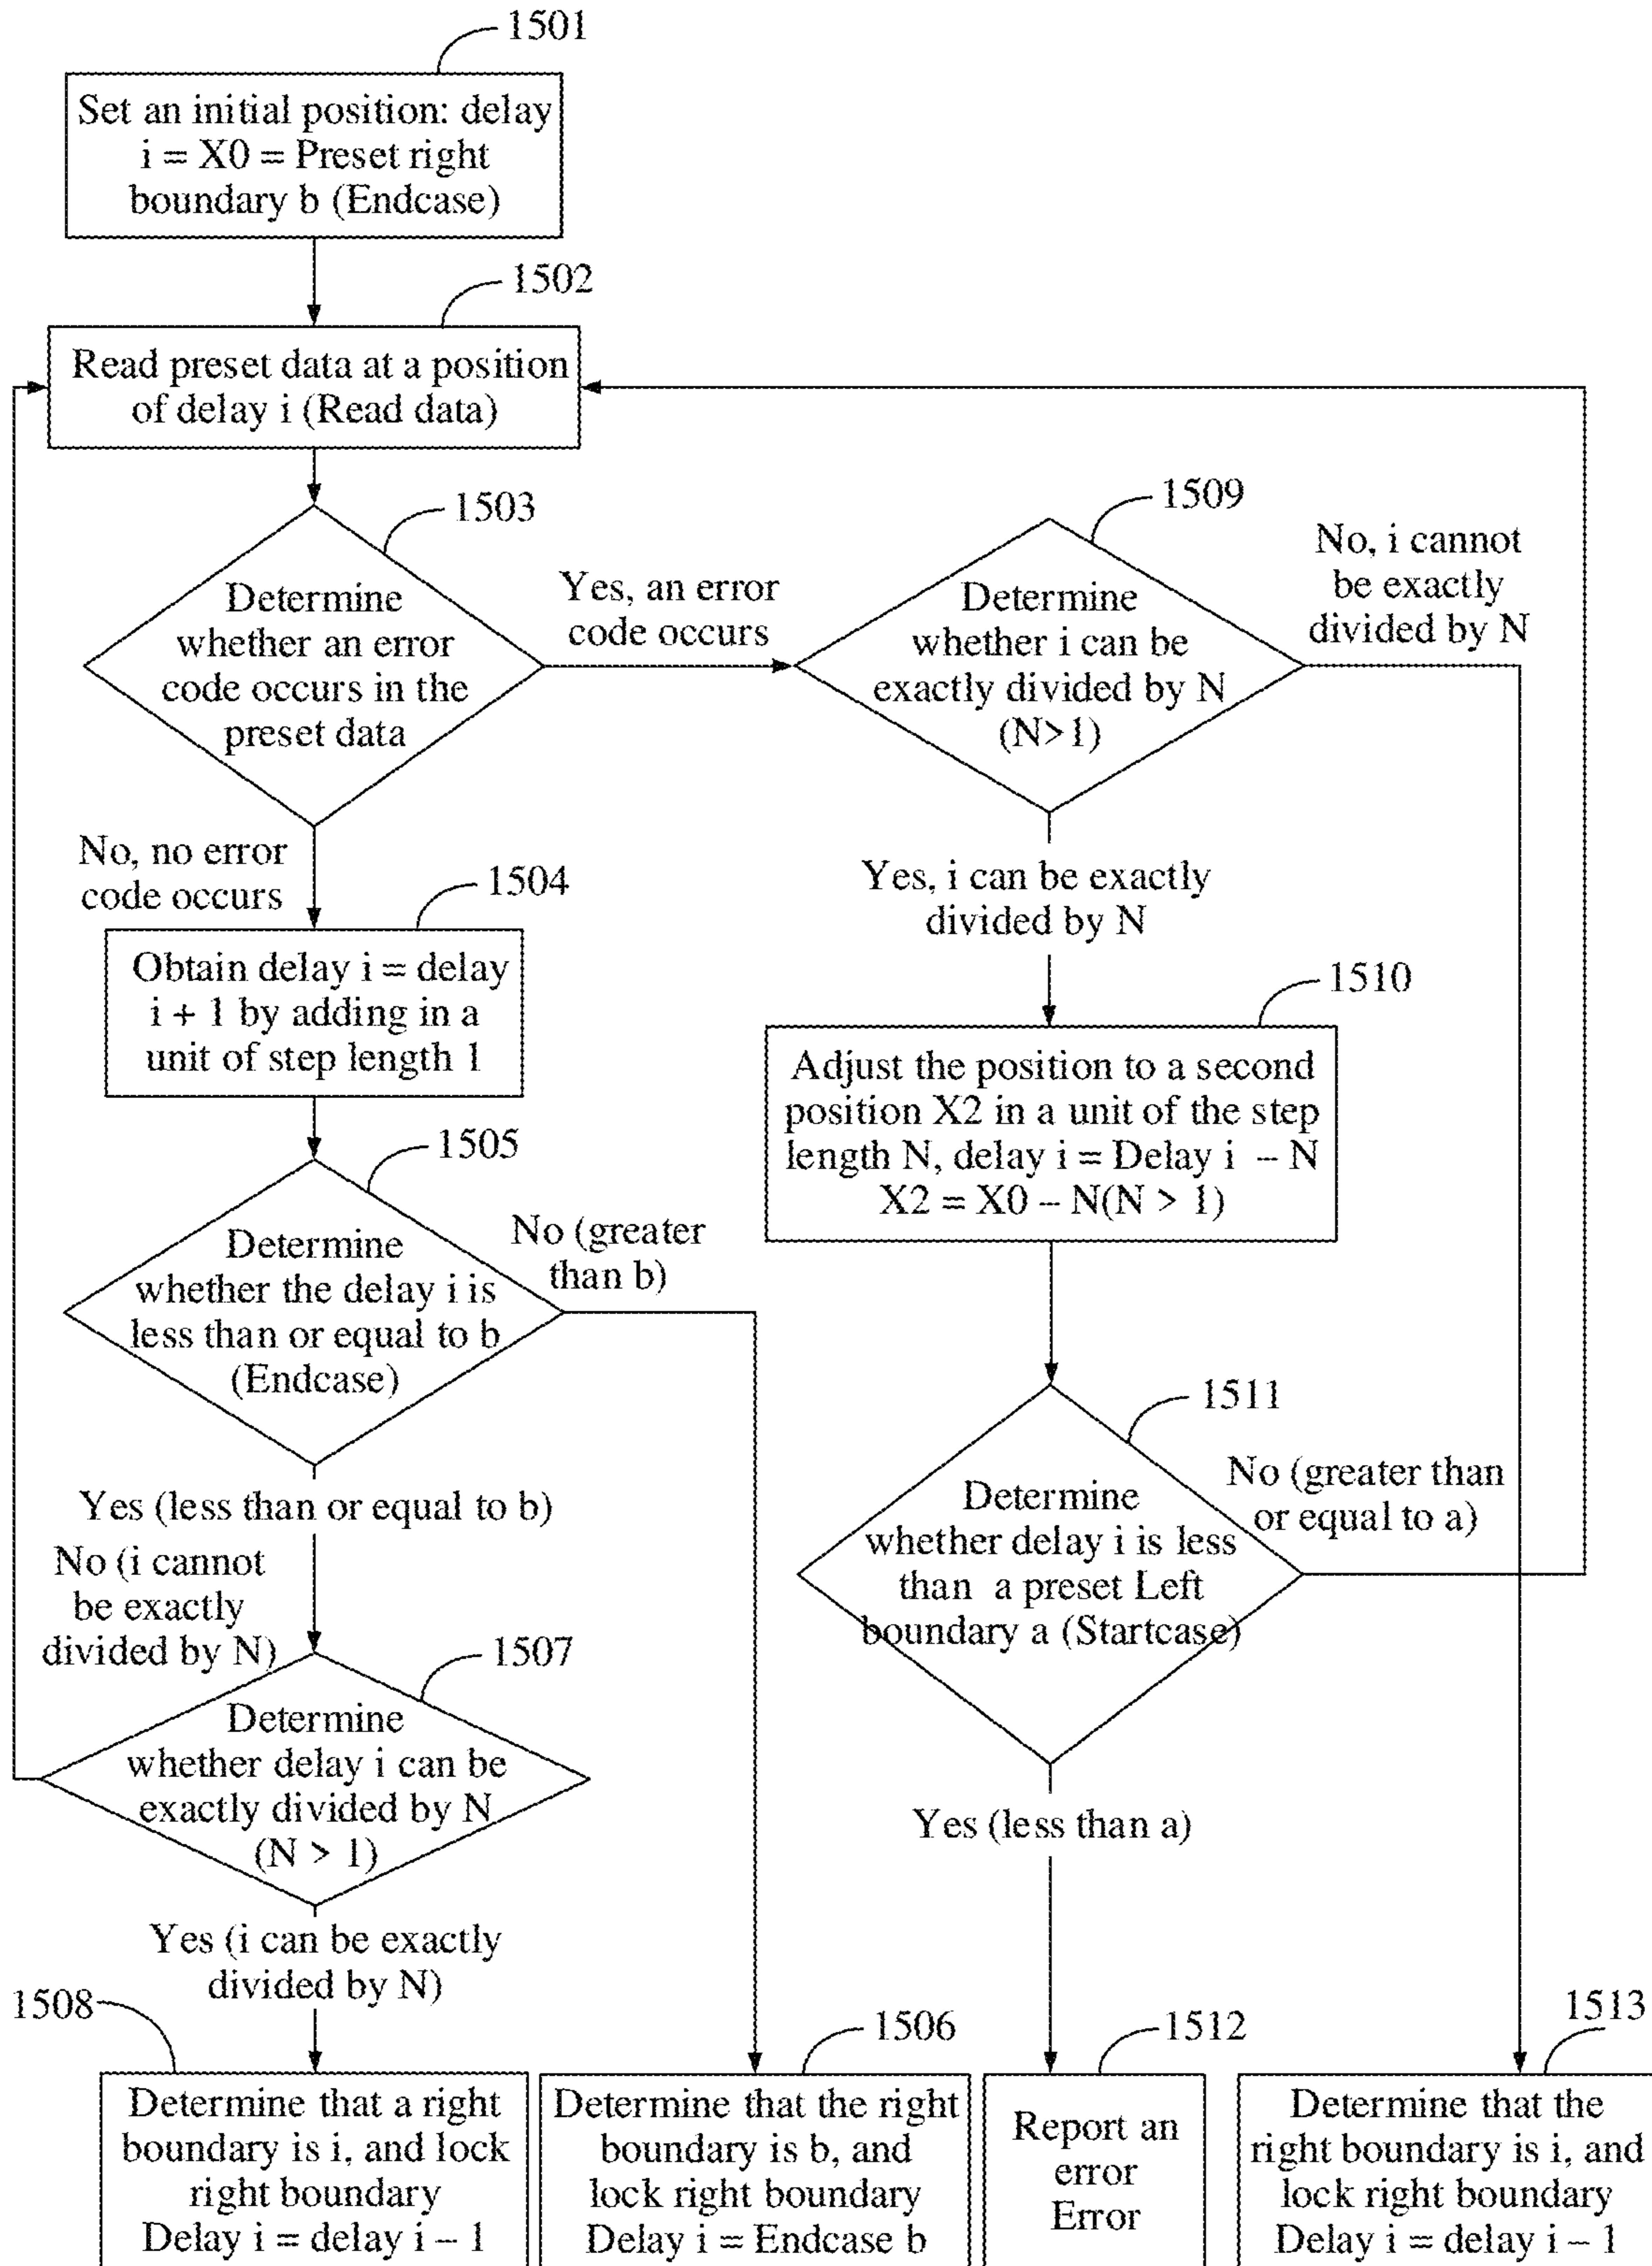 1501
Set an initial position: delay
i = X0 = Preset right
boundary b (Endcase)
1502
Read preset data at a position
of delay i (Read data)
1503
Determine
whether an error
code occurs in the
preset data
Yes, an error
code occurs
1509
Determine
whether i can be
exactly divided by N
(N>1)
No, i cannot
be exactly
divided by N
No, no error
code occurs
1504
Obtain delay i = delay
i + 1 by adding in a
unit of step length 1
Yes, i can be exactly
divided by N
1510
Adjust the position to a second
position X2 in a unit of the step
length N, delay i = Delay i – N
X2 = X0 – N(N > 1)
1505
Determine
whether the delay i is
less than or equal to b
(Endcase)
No (greater
than b)
1511
Determine
whether delay i is less
than a preset Left
boundary a (Startcase)
No (greater than
or equal to a)
Yes (less than or equal to b)
No (i cannot
be exactly
divided by N)
1507
Determine
whether delay i can be
exactly divided by N
(N > 1)
Yes (less than a)
Yes (i can be exactly
divided by N)
1508
Determine that a right
boundary is i, and lock
right boundary
Delay i = delay i – 1
1506
Determine that the right
boundary is b, and
lock right boundary
Delay i = Endcase b
1512
Report an
error
Error
1513
Determine that the
right boundary is i, and
lock right boundary
Delay i = delay i – 1